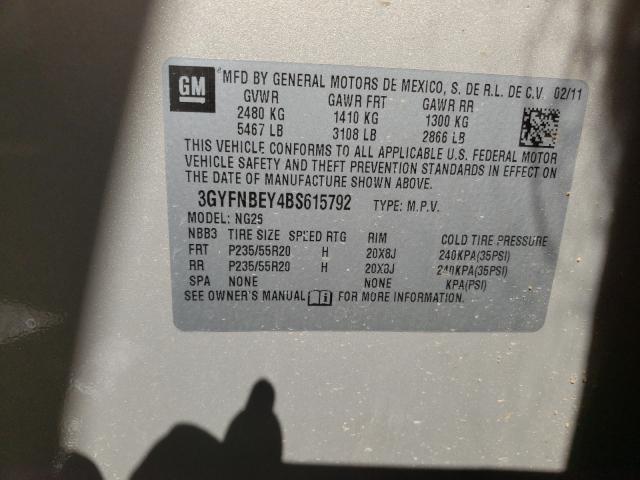 GM MFD BY GENERAL MOTORS DE MEXICO, S. DE R.L. DE C.V. 02/11
GVWR GAWR FRT GAWR RR
2480 KG 1410 KG 1300 KG
5467 LB 3108 LB 2866 LB
THIS VEHICLE CONFORMS TO ALL APPLICABLE U.S. FEDERAL MOTOR
VEHICLE SAFETY AND THEFT PREVENTION STANDARDS IN EFFECT ON
THE DATE OF MANUFACTURE SHOWN ABOVE.
3GYFNBEY4BS615792 TYPE: M.P.V.
MODEL: NG26
NBB3 TIRE SIZE SPEED RTG RIM COLD TIRE PRESSURE
FRT P235/55R20 H 20X8J 240KPA(35PSI)
RR P235/55R20 H 20X8J 240KPA(35PSI)
SPA NONE NONE KPA(PSI)
SEE OWNER'S MANUAL FOR MORE INFORMATION.